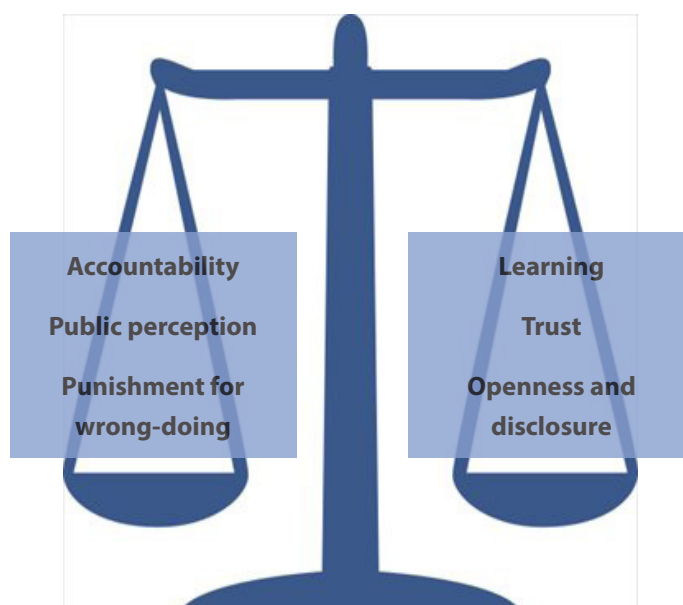 Accountability
Public perception
Punishment for
wrong-doing
Learning
Trust
Openness and
disclosure